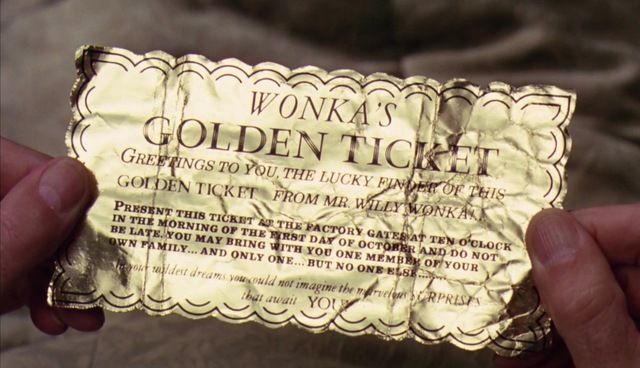 WONKA'S
GOLDEN TICKET
GREETINGS TO YOU, THE LUCKY FINDER OF THIS
GOLDEN TICKET FROM MR. WILLY WONKA!
PRESENT THIS TICKET AT THE FACTORY GATES AT TEN O'CLOCK
IN THE MORNING OF THE FIRST DAY OF OCTOBER AND DO NOT
BE LATE. YOU MAY BRING WITH YOU ONE MEMBER OF YOUR
OWN FAMILY... AND ONLY ONE... BUT NO ONE ELSE.....
In your wildest dreams you could not imagine the marvelous SURPRISES
that await YOU!